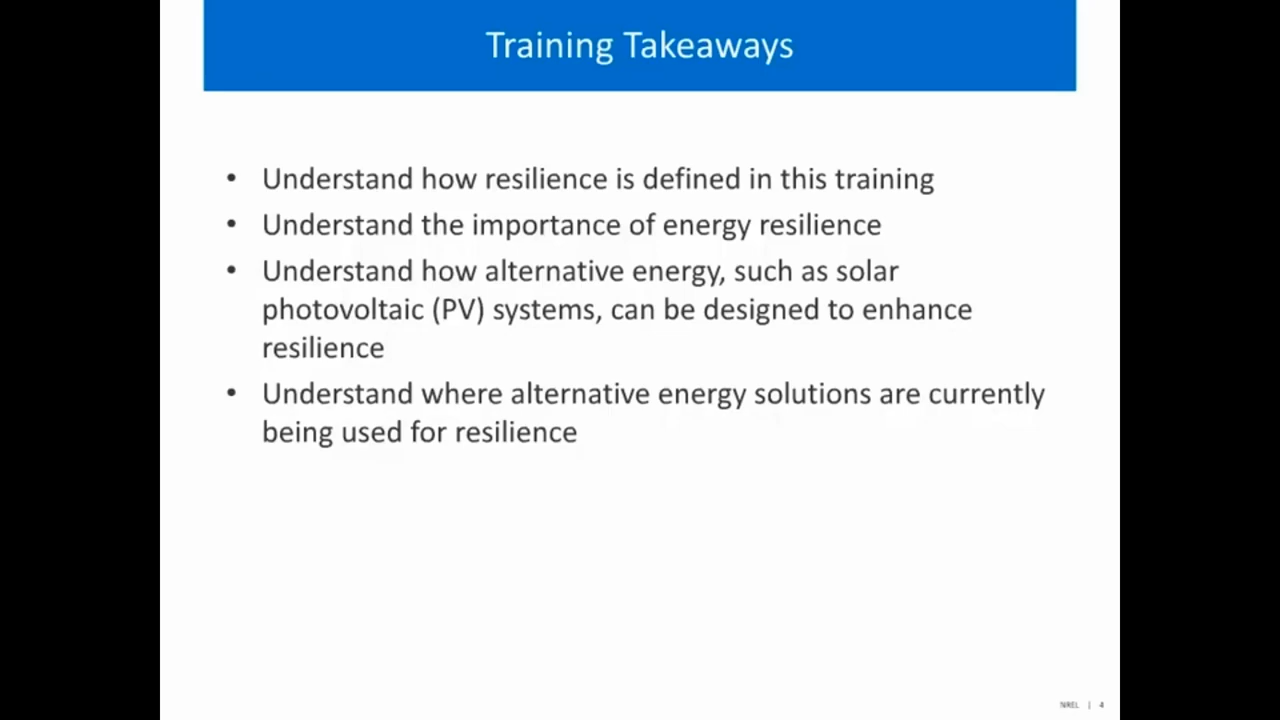 Training Takeaways
• Understand how resilience is defined in this training
• Understand the importance of energy resilience
• Understand how alternative energy, such as solar
photovoltaic (PV) systems, can be designed to enhance
resilience
• Understand where alternative energy solutions are currently
being used for resilience
NREL | 4